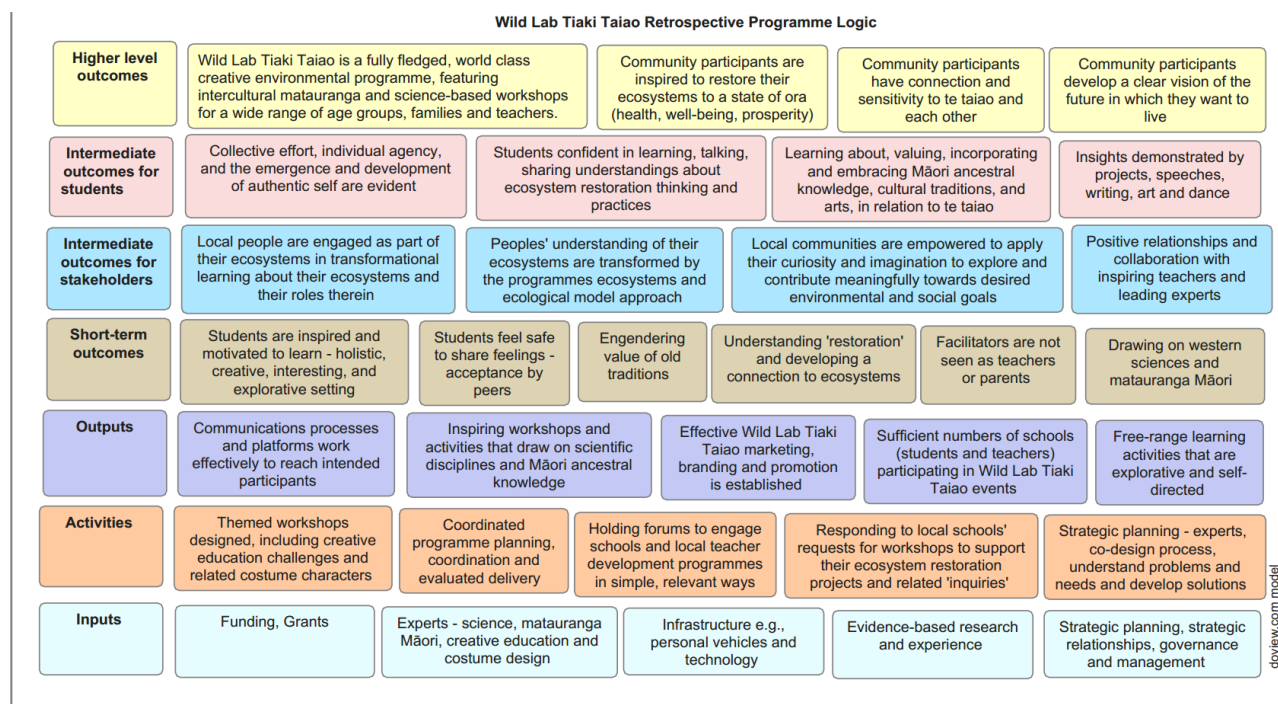 Wild Lab Tiaki Taiao Retrospective Programme Logic
Higher level
outcomes
Wild Lab Tiaki Taiao is a fully fledged, world class
creative environmental programme, featuring
intercultural matauranga and science-based workshops
for a wide range of age groups, families and teachers.
Community participants are
inspired to restore their
ecosystems to a state of ora
(health, well-being, prosperity)
Community participants
have connection and
sensitivity to te taiao and
each other
Community participants
develop a clear vision of the
future in which they want to
live
Intermediate
outcomes for
students
Collective effort, individual agency,
and the emergence and development
of authentic self are evident
Students confident in learning, talking,
sharing understandings about
ecosystem restoration thinking and
practices
Learning about, valuing, incorporating
and embracing Māori ancestral
knowledge, cultural traditions, and
arts, in relation to te taiao
Insights demonstrated by
projects, speeches,
writing, art and dance
Intermediate
outcomes for
stakeholders
Local people are engaged as part of
their ecosystems in transformational
learning about their ecosystems and
their roles therein
Peoples' understanding of their
ecosystems are transformed by
the programmes ecosystems and
ecological model approach
Local communities are empowered to apply
their curiosity and imagination to explore and
contribute meaningfully towards desired
environmental and social goals
Positive relationships and
collaboration with
inspiring teachers and
leading experts
Short-term
outcomes
Students are inspired and
motivated to learn - holistic,
creative, interesting, and
explorative setting
Students feel safe
to share feelings -
acceptance by
peers
Engendering
value of old
traditions
Understanding 'restoration'
and developing a
connection to ecosystems
Facilitators are not
seen as teachers
or parents
Drawing on western
sciences and
matauranga Māori
Outputs
Communications processes
and platforms work
effectively to reach intended
participants
Inspiring workshops and
activities that draw on scientific
disciplines and Māori ancestral
knowledge
Effective Wild Lab Tiaki
Taiao marketing,
branding and promotion
is established
Sufficient numbers of schools
(students and teachers)
participating in Wild Lab Tiaki
Taiao events
Free-range learning
activities that are
explorative and self-
directed
Activities
Themed workshops
designed, including creative
education challenges and
related costume characters
Coordinated
programme planning,
coordination and
evaluated delivery
Holding forums to engage
schools and local teacher
development programmes
in simple, relevant ways
Responding to local schools'
requests for workshops to support
their ecosystem restoration
projects and related 'inquiries'
Strategic planning - experts,
co-design process,
understand problems and
needs and develop solutions
Inputs
Funding, Grants
Experts - science, matauranga
Māori, creative education and
costume design
Infrastructure e.g.,
personal vehicles and
technology
Evidence-based research
and experience
Strategic planning, strategic
relationships, governance
and management
doview.com model